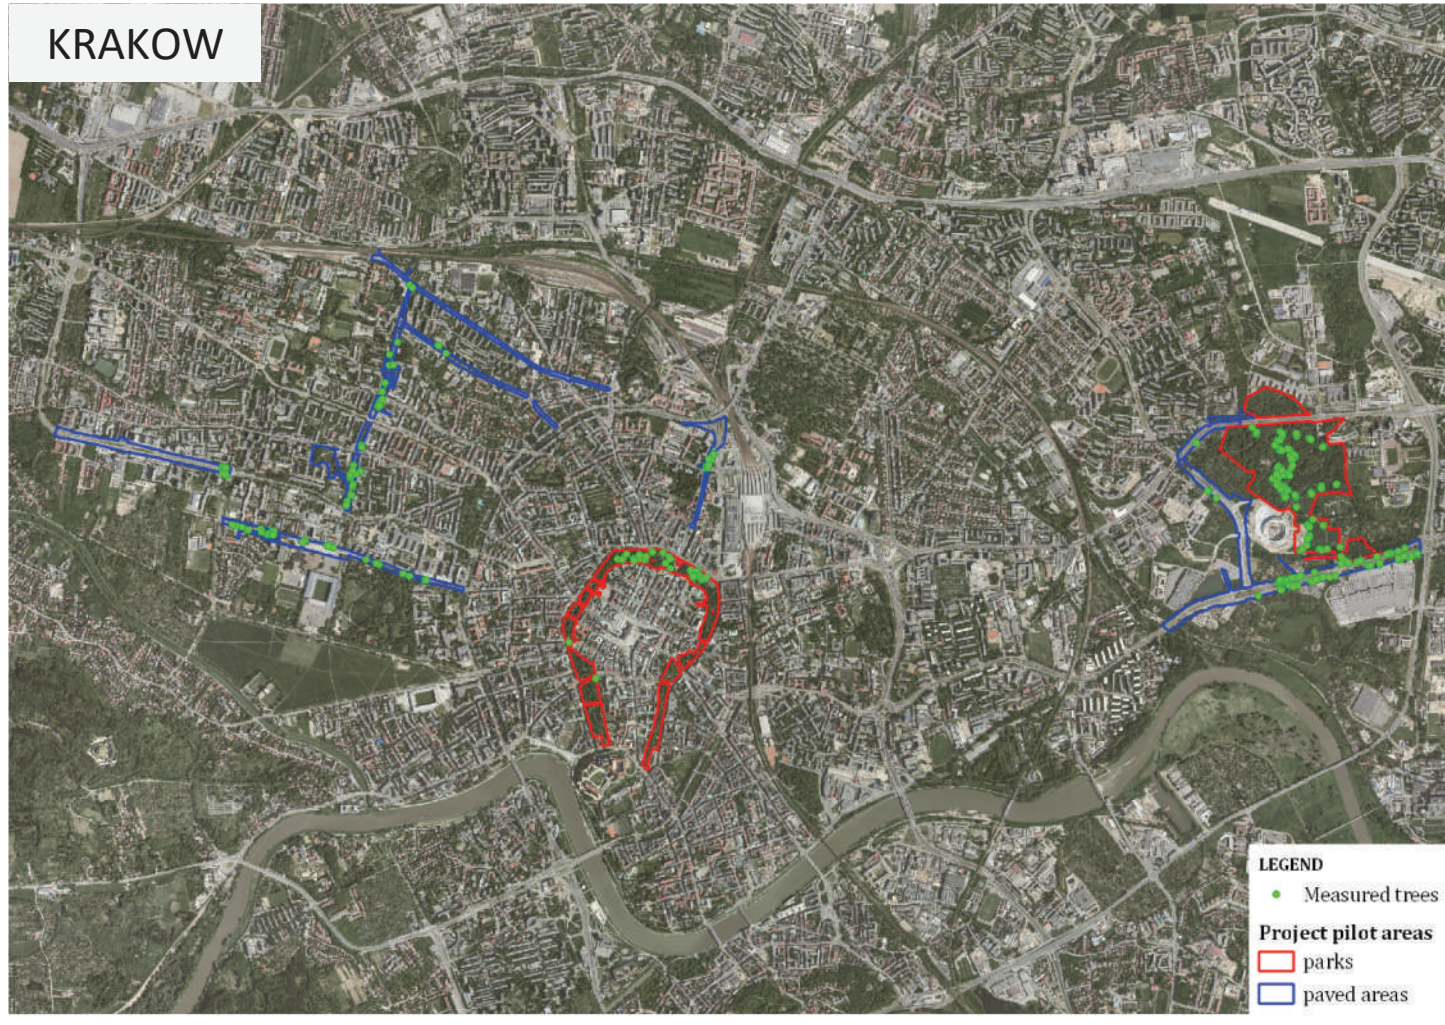 KRAKOW
LEGEND
Measured trees
Project pilot areas
parks
paved areas